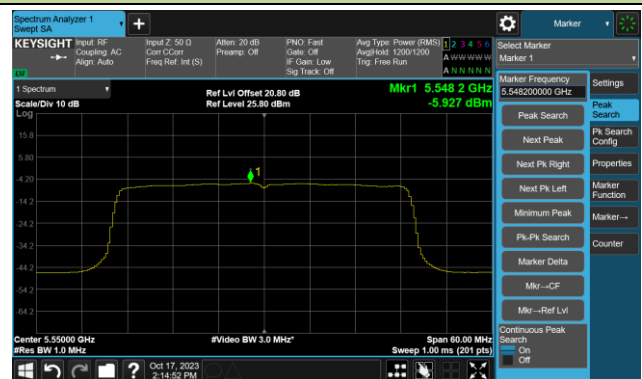 Spectrum Analyzer 1
Swept SA
+
Marker
KEYSIGHT
Input: RF
Coupling: AC
Align: Auto
Input Z: 50 Ω
Corr CCorr
Freq Ref: Int (S)
Atten: 20 dB
Preamp: Off
PNO: Fast
Gate: Off
IF Gain: Low
Sig Track: Off
Avg Type: Power (RMS)
Avg|Hold: 1200/1200
Trig: Free Run
1 2 3 4 5 6
A W W W W W
A N N N N N
LXI
Select Marker
Marker 1
1 Spectrum
Scale/Div 10 dB
Log
Ref Lvl Offset 20.80 dB
Ref Level 25.80 dBm
Mkr1 5.548 2 GHz
-5.927 dBm
1
15.8
5.80
-4.20
-14.2
-24.2
-34.2
-44.2
-54.2
-64.2
Center 5.55000 GHz
#Res BW 1.0 MHz
#Video BW 3.0 MHz*
Span 60.00 MHz
Sweep 1.00 ms (201 pts)
Marker Frequency
5.548200000 GHz
Peak Search
Next Peak
Next Pk Right
Next Pk Left
Minimum Peak
Pk-Pk Search
Marker Delta
Mkr→CF
Mkr→Ref Lvl
Continuous Peak
Search
On
Off
Settings
Peak
Search
Pk Search
Config
Properties
Marker
Function
Marker→
Counter
?
Oct 17, 2023
2:14:52 PM